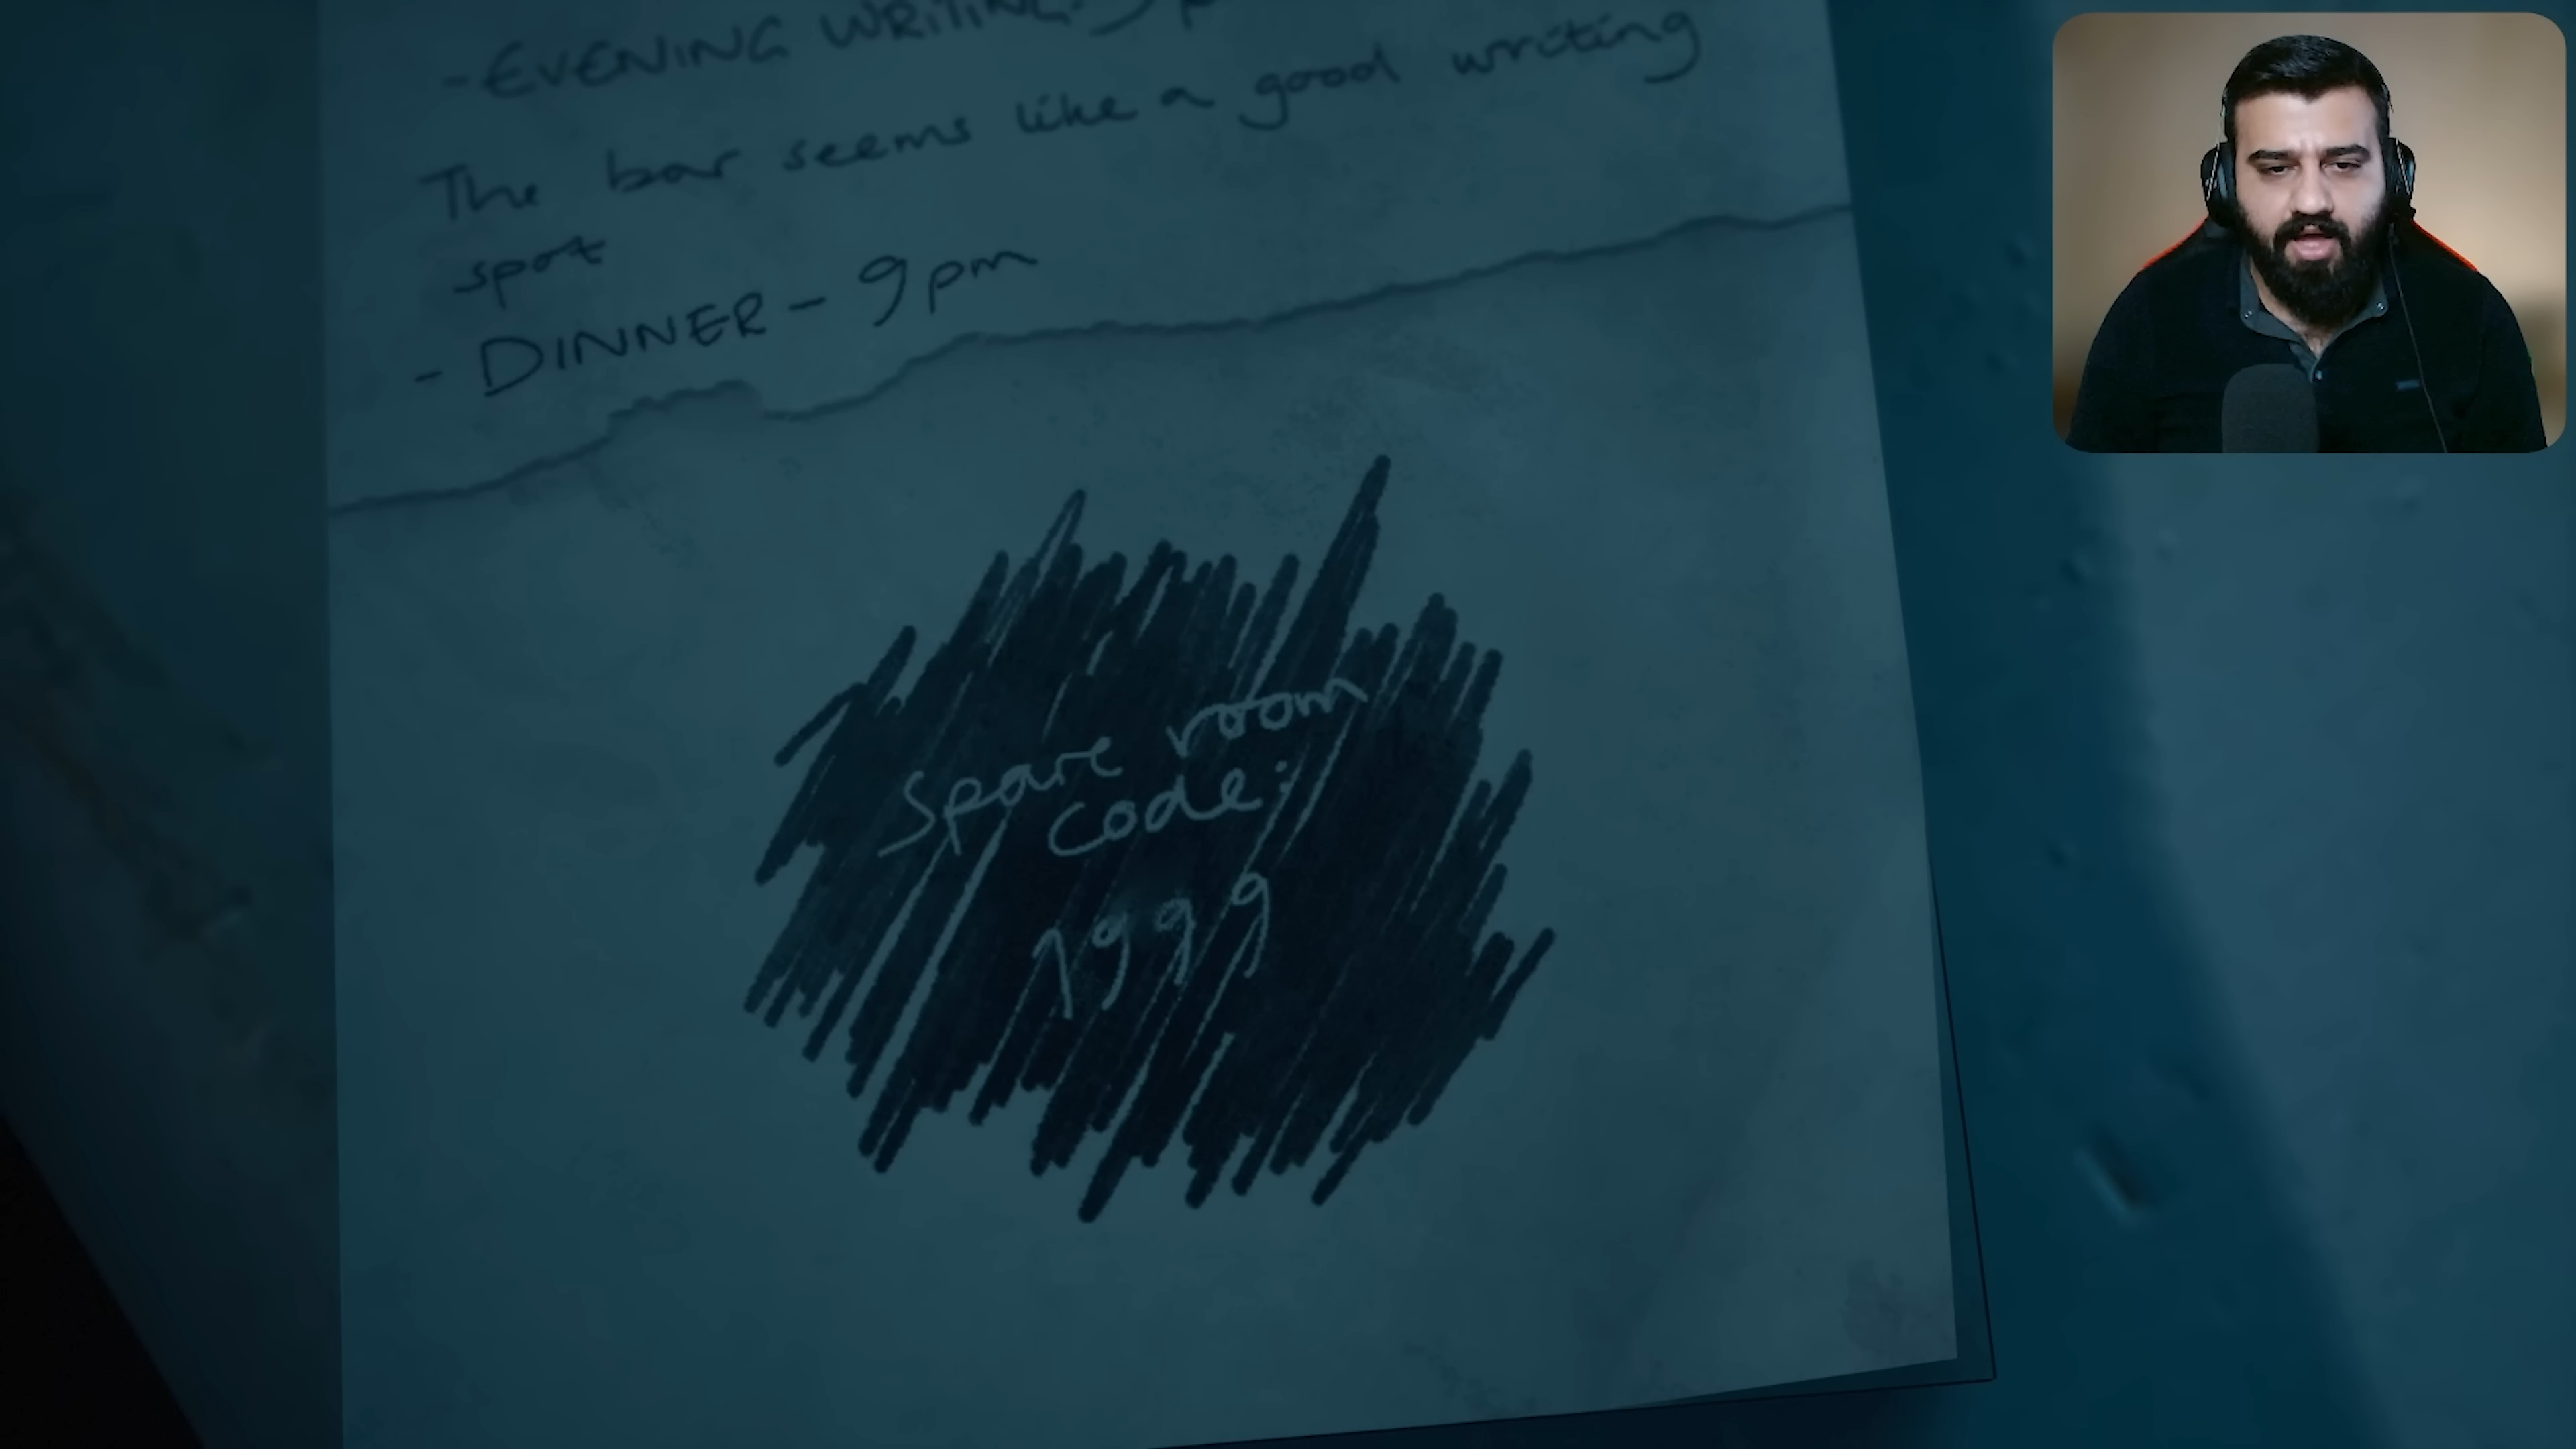 - EVENING WRITING:
The bar seems like a good writing
spot
- DINNER - 9pm
Spare room
code:
1999